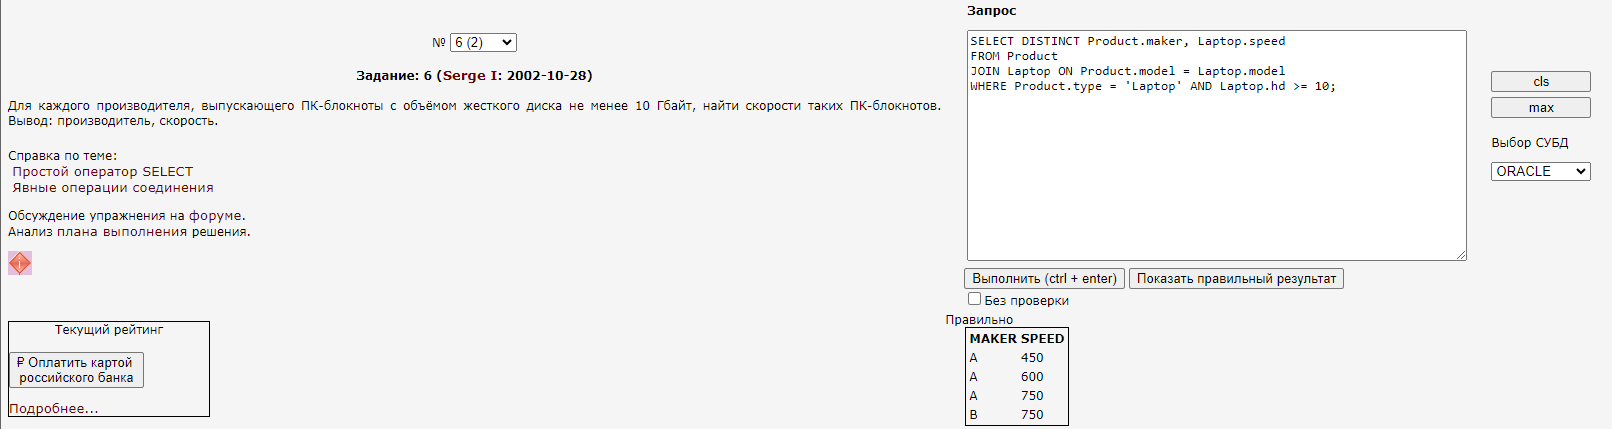 № 6 (2)
Задание: 6 (Serge I: 2002-10-28)
Для каждого производителя, выпускающего ПК-блокноты с объёмом жесткого диска не менее 10 Гбайт, найти скорости таких ПК-блокнотов.
Вывод: производитель, скорость.
Справка по теме:
Простой оператор SELECT
Явные операции соединения
Обсуждение упражнения на форуме.
Анализ плана выполнения решения.
Текущий рейтинг
₽ Оплатить картой
российского банка
Подробнее...
Запрос
SELECT DISTINCT Product.maker, Laptop.speed
FROM Product
JOIN Laptop ON Product.model = Laptop.model
WHERE Product.type = 'Laptop' AND Laptop.hd >= 10;
cls
max
Выбор СУБД
ORACLE
Выполнить (ctrl + enter) Показать правильный результат
Без проверки
Правильно
MAKER SPEED
A 450
A 600
A 750
B 750